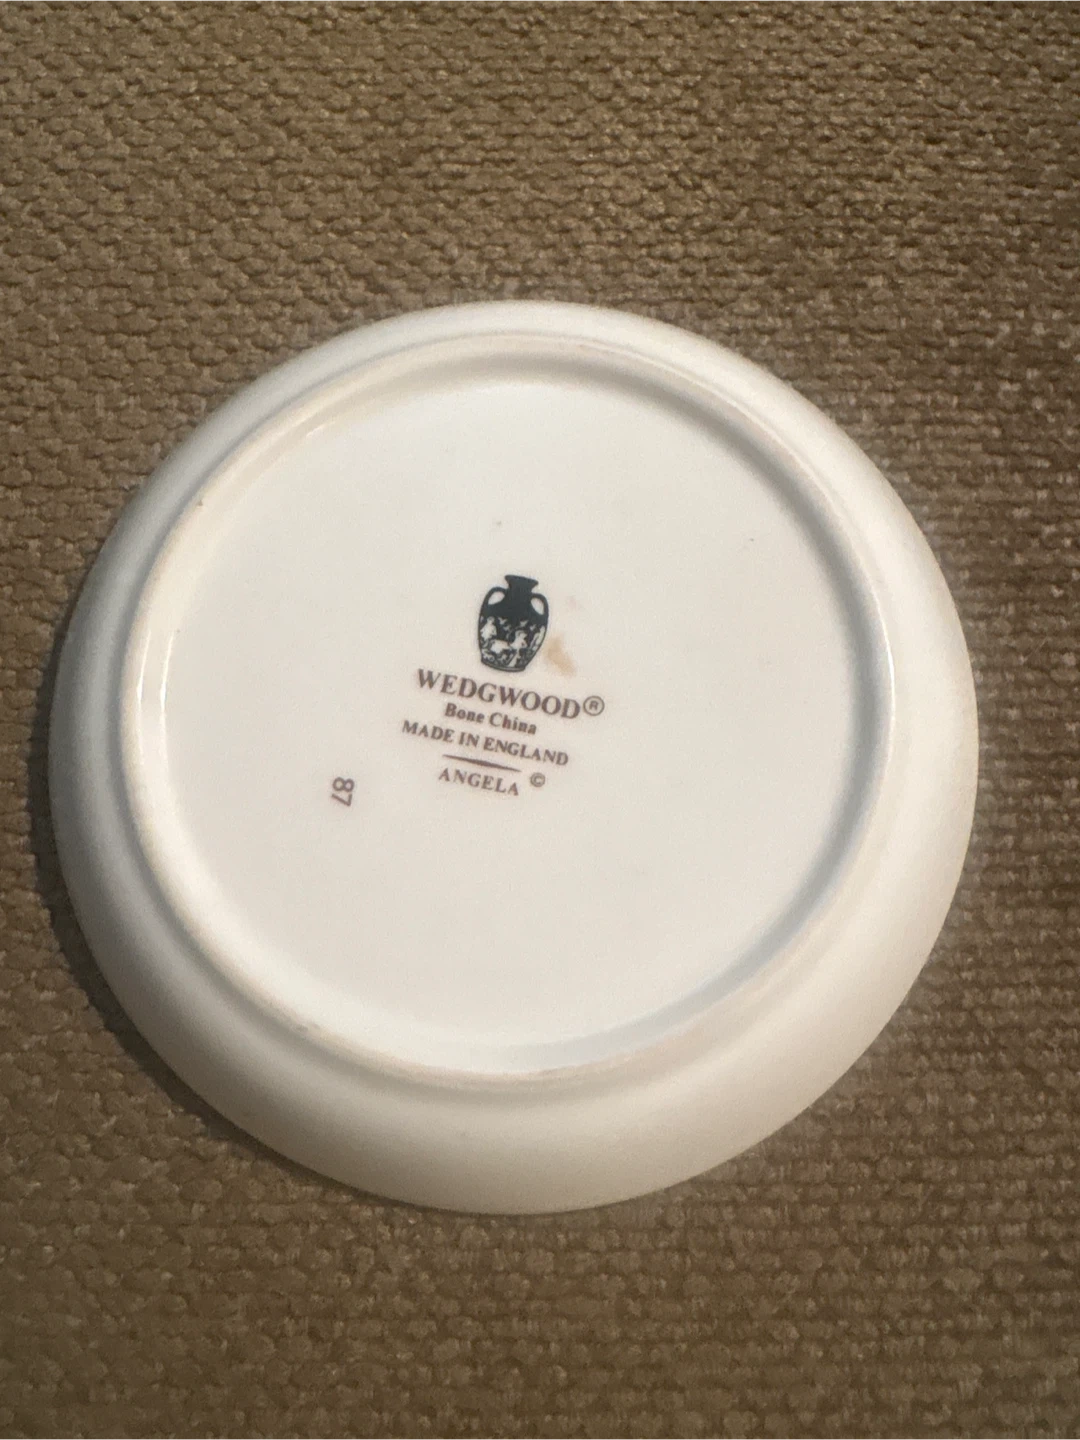 WEDGWOOD®
Bone China
MADE IN ENGLAND
ANGELA ©
87